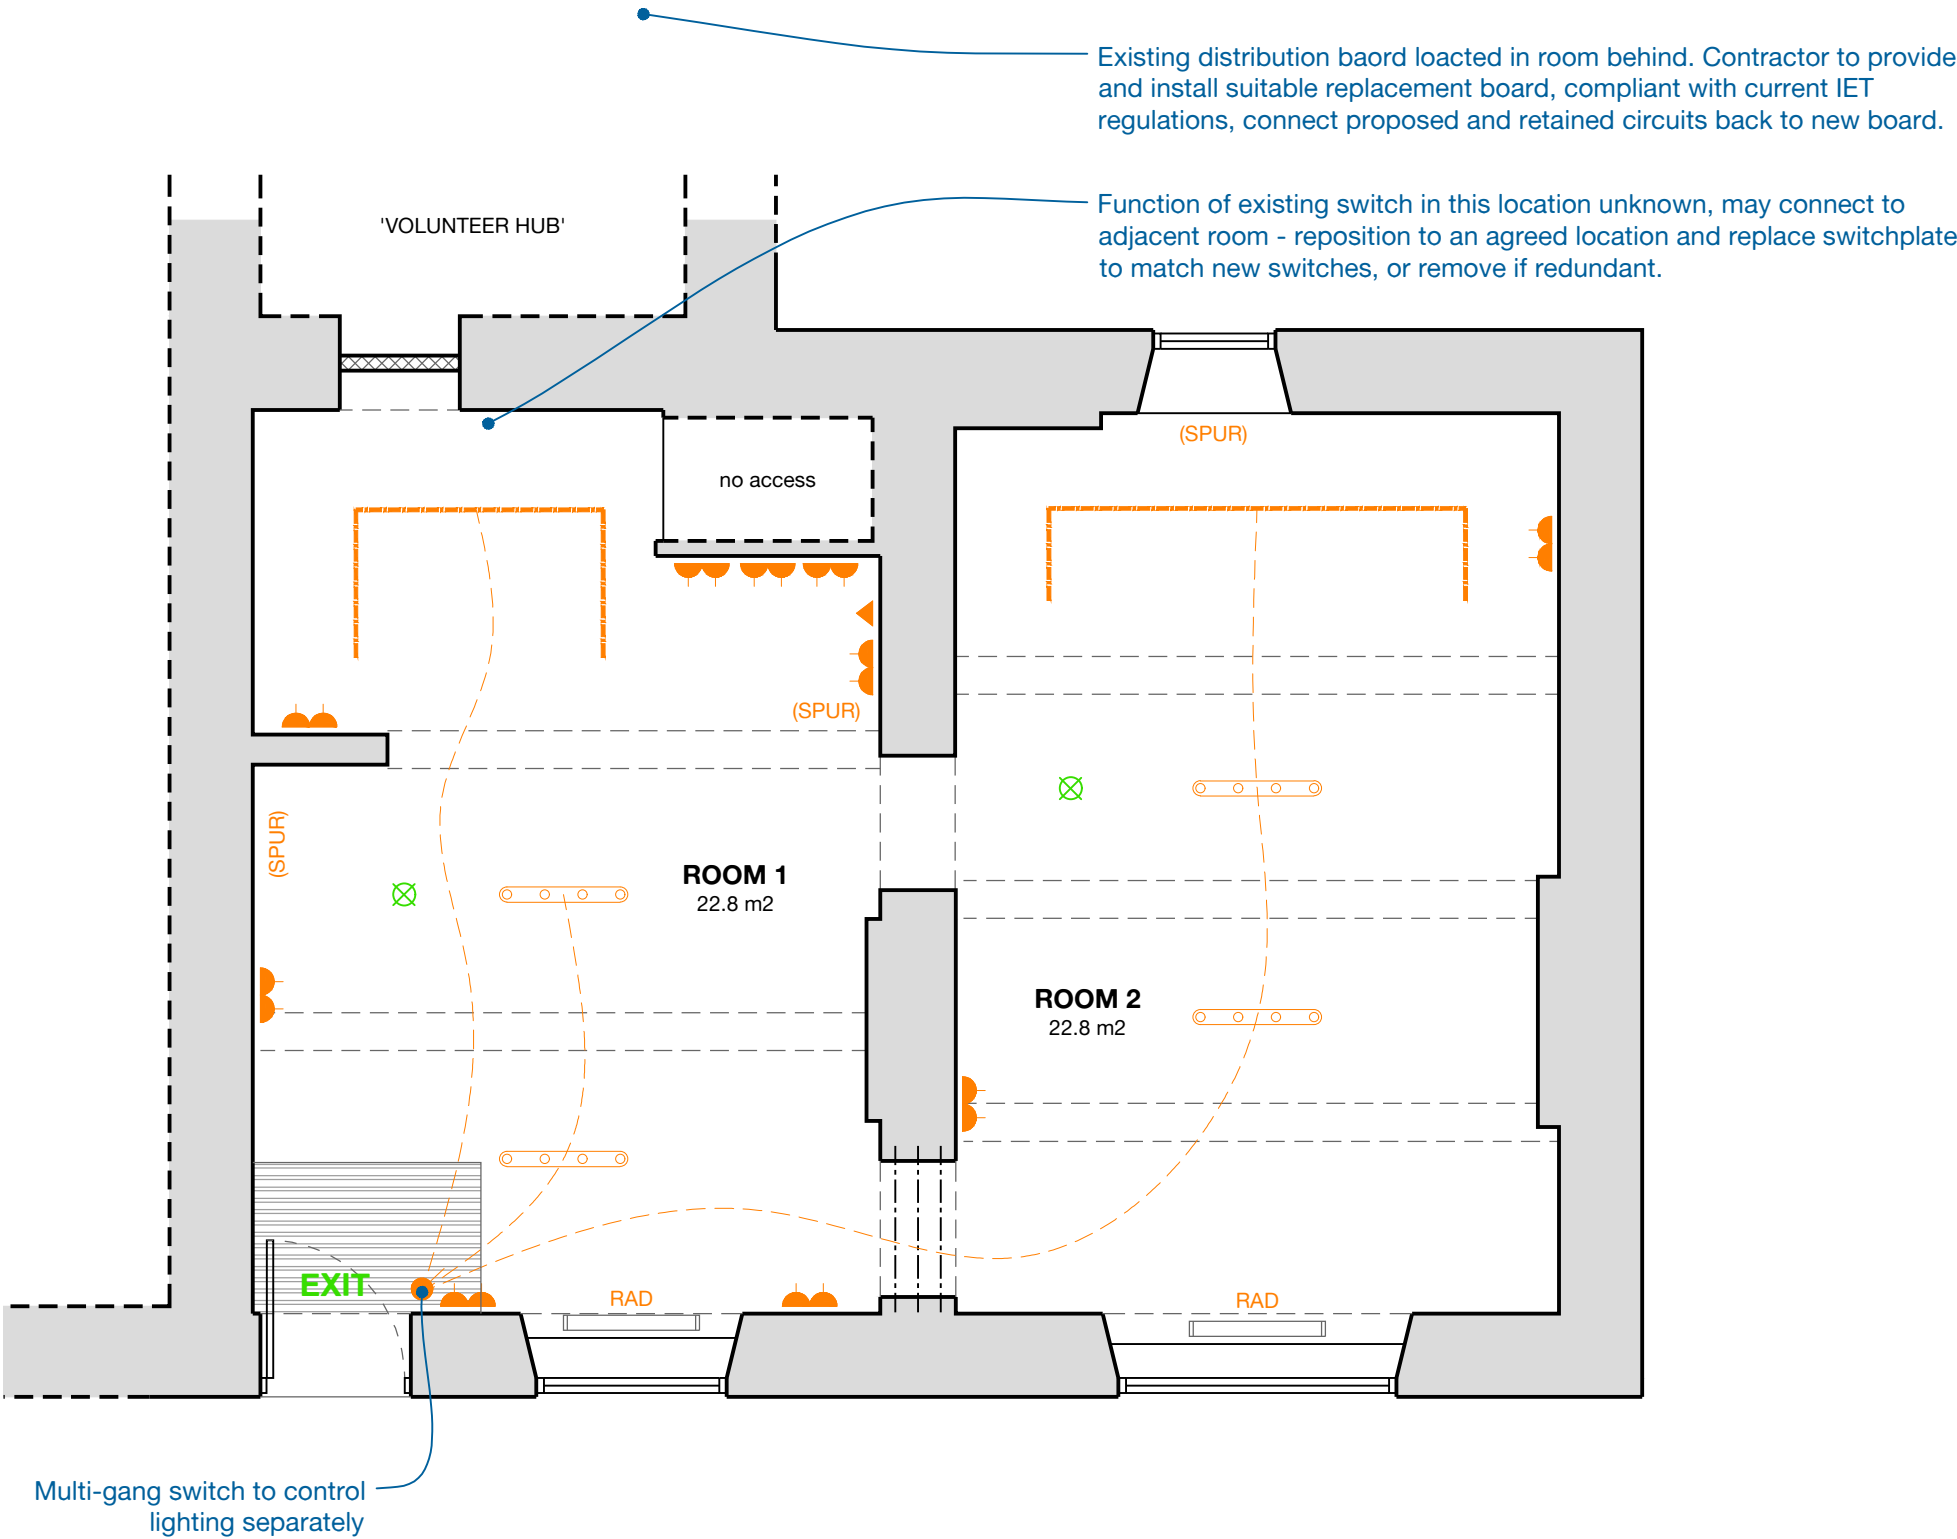 Existing distribution baord loacted in room behind. Contractor to provide
and install suitable replacement board, compliant with current IET
regulations, connect proposed and retained circuits back to new board.
Function of existing switch in this location unknown, may connect to
adjacent room - reposition to an agreed location and replace switchplate
to match new switches, or remove if redundant.
'VOLUNTEER HUB'
(SPUR)
no access
(SPUR)
(SPUR)
ROOM 1
22.8 m2
ROOM 2
22.8 m2
EXIT
RAD
RAD
Multi-gang switch to control
lighting separately